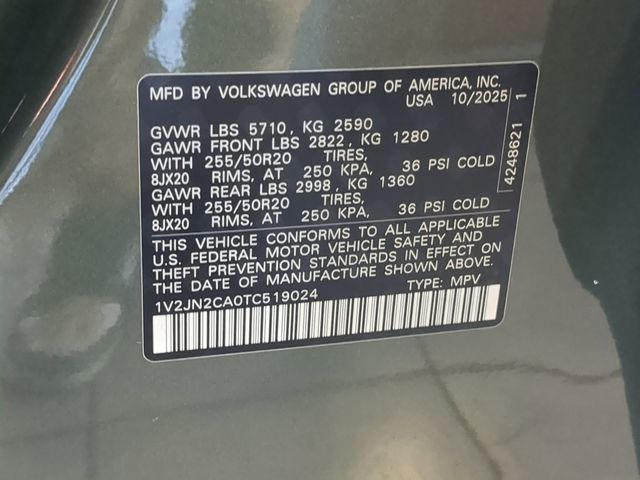 MFD BY VOLKSWAGEN GROUP OF AMERICA, INC.
USA 10/2025
GVWR LBS 5710, KG 2590
GAWR FRONT LBS 2822, KG 1280
WITH 255/50R20 TIRES,
8JX20 RIMS, AT 250 KPA, 36 PSI COLD
GAWR REAR LBS 2998, KG 1360
WITH 255/50R20 TIRES,
8JX20 RIMS, AT 250 KPA, 36 PSI COLD
THIS VEHICLE CONFORMS TO ALL APPLICABLE
U.S. FEDERAL MOTOR VEHICLE SAFETY AND
THEFT PREVENTION STANDARDS IN EFFECT ON
THE DATE OF MANUFACTURE SHOWN ABOVE.
1V2JN2CA0TC519024 TYPE: MPV
4248621 1